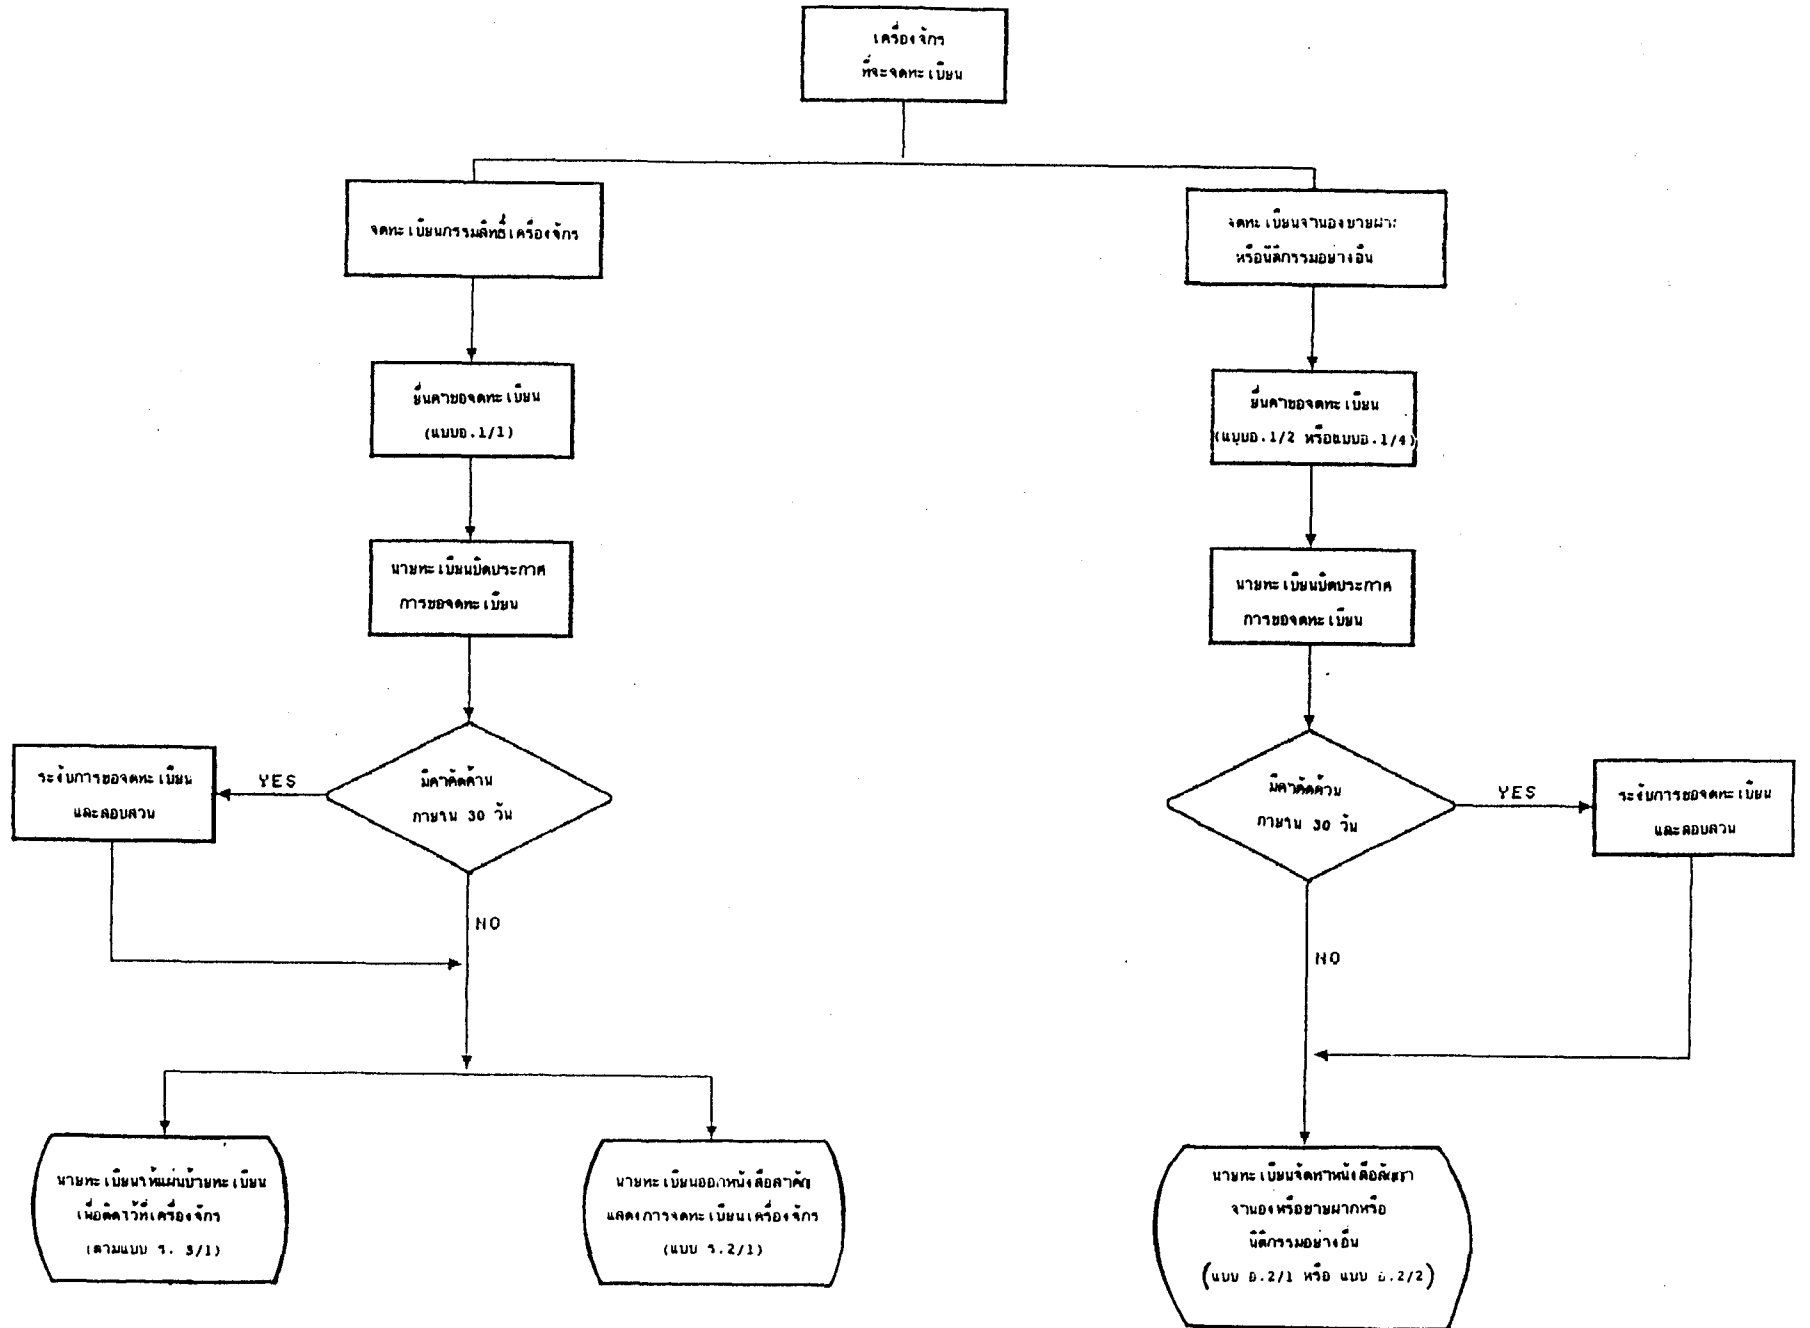 เครื่องจักร
ที่จะจดทะเบียน
จดทะเบียนกรรมสิทธิ์เครื่องจักร
จดทะเบียนจำนองขายฝาก
หรือนิติกรรมอย่างอื่น
ยื่นคำขอจดทะเบียน
(แบบอ.1/1)
ยื่นคำขอจดทะเบียน
(แบบอ.1/2 หรือแบบอ.1/4)
นายทะเบียนปิดประกาศ
การขอจดทะเบียน
นายทะเบียนปิดประกาศ
การขอจดทะเบียน
ระงับการขอจดทะเบียน
และสอบสวน
YES
มีคำคัดค้าน
ภายใน 30 วัน
NO
มีคำคัดค้าน
ภายใน 30 วัน
YES
ระงับการขอจดทะเบียน
และสอบสวน
NO
นายทะเบียนให้แผ่นป้ายทะเบียน
เพื่อติดไว้ที่เครื่องจักร
(ตามแบบ ร. 3/1)
นายทะเบียนออกหนังสือสำคัญ
แสดงการจดทะเบียนเครื่องจักร
(แบบ ร.2/1)
นายทะเบียนจัดทำหนังสือสัญญา
จำนองหรือขายฝากหรือ
นิติกรรมอย่างอื่น
(แบบ อ.2/1 หรือ แบบ อ.2/2)